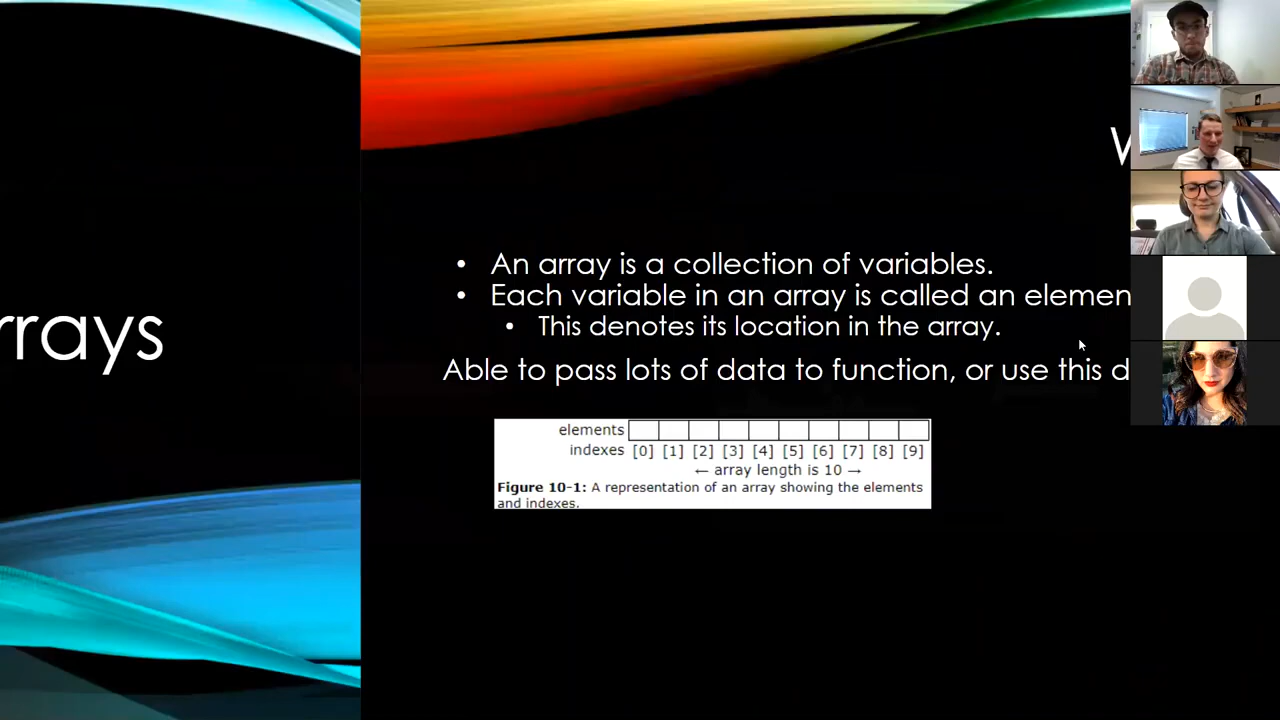 rrays
An array is a collection of variables.
Each variable in an array is called an elemen
This denotes its location in the array.
Able to pass lots of data to function, or use this d
elements
indexes [0] [1] [2] [3] [4] [5] [6] [7] [8] [9]
← array length is 10 →
Figure 10-1: A representation of an array showing the elements
and indexes.